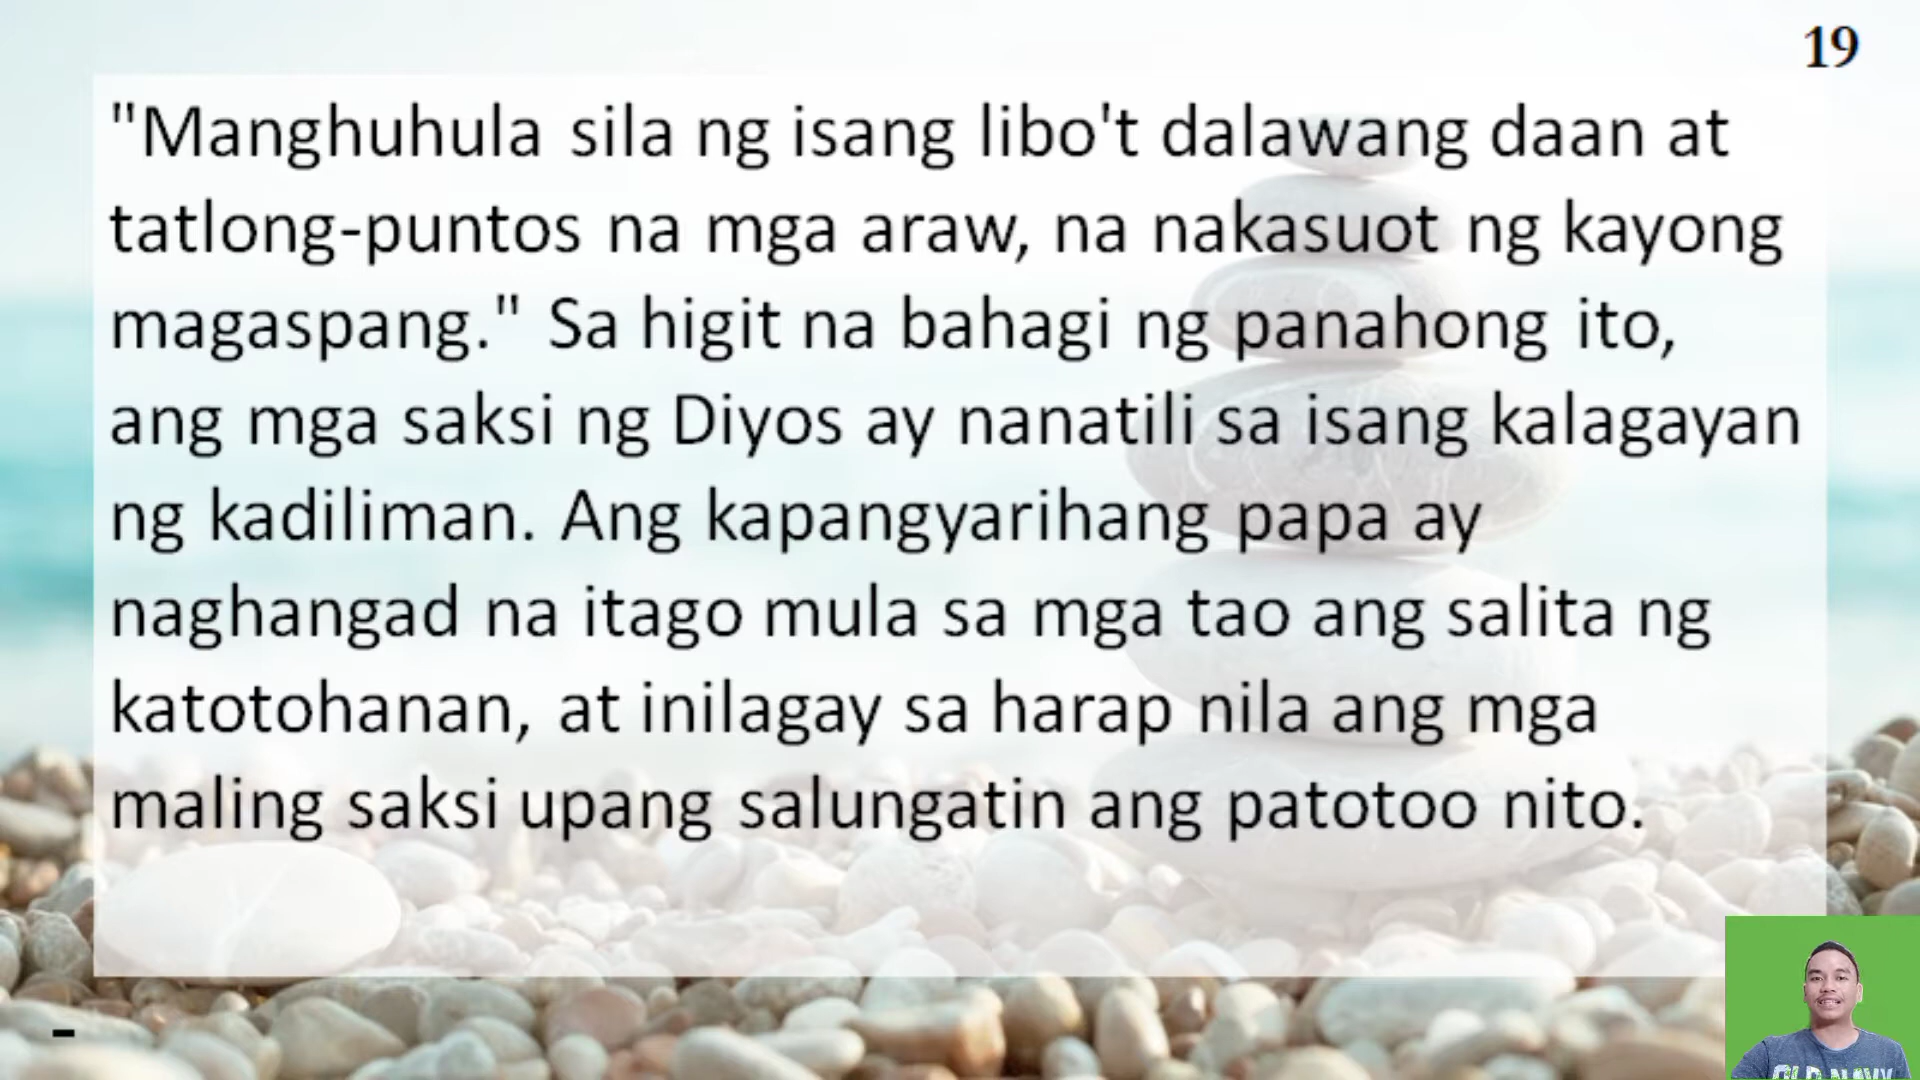 19
"Manghuhula sila ng isang libo't dalawang daan at
tatlong-puntos na mga araw, na nakasuot ng kayong
magaspang." Sa higit na bahagi ng panahong ito,
ang mga saksi ng Diyos ay nanatili sa isang kalagayan
ng kadiliman. Ang kapangyarihang papa ay
naghangad na itago mula sa mga tao ang salita ng
katotohanan, at inilagay sa harap nila ang mga
maling saksi upang salungatin ang patotoo nito.
-
OLD NAVY